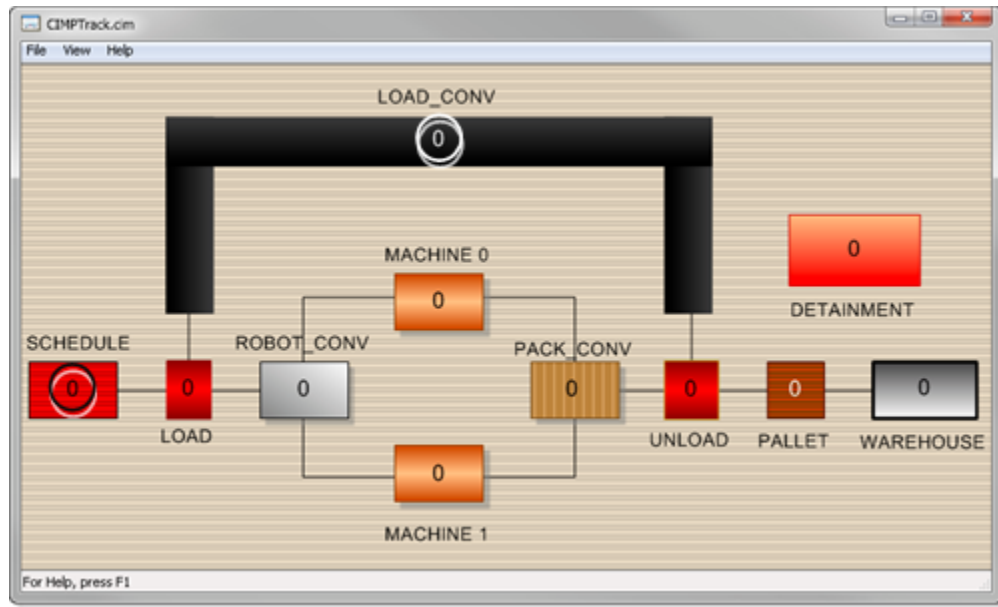 CIMPTrack.cim
File View Help
LOAD_CONV
0
MACHINE 0
0
0
DETAINMENT
SCHEDULE
ROBOT_CONV
PACK_CONV
0 0 0 0 0 0 0
LOAD
UNLOAD
PALLET
WAREHOUSE
0
MACHINE 1
For Help, press F1